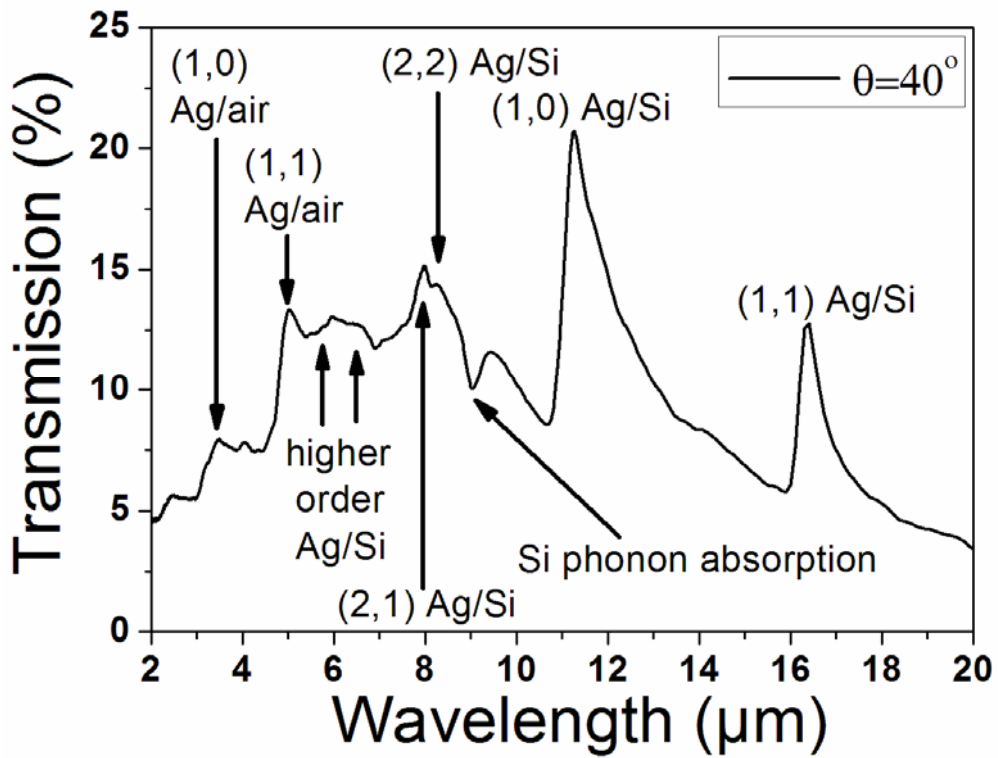 25
20
15
10
5
0
Transmission (%)
(1,0)
Ag/air
(1,1)
Ag/air
(2,2) Ag/Si
(1,0) Ag/Si
θ=40°
(1,1) Ag/Si
higher
order
Ag/Si
(2,1) Ag/Si
Si phonon absorption
2 4 6 8 10 12 14 16 18 20
Wavelength (μm)